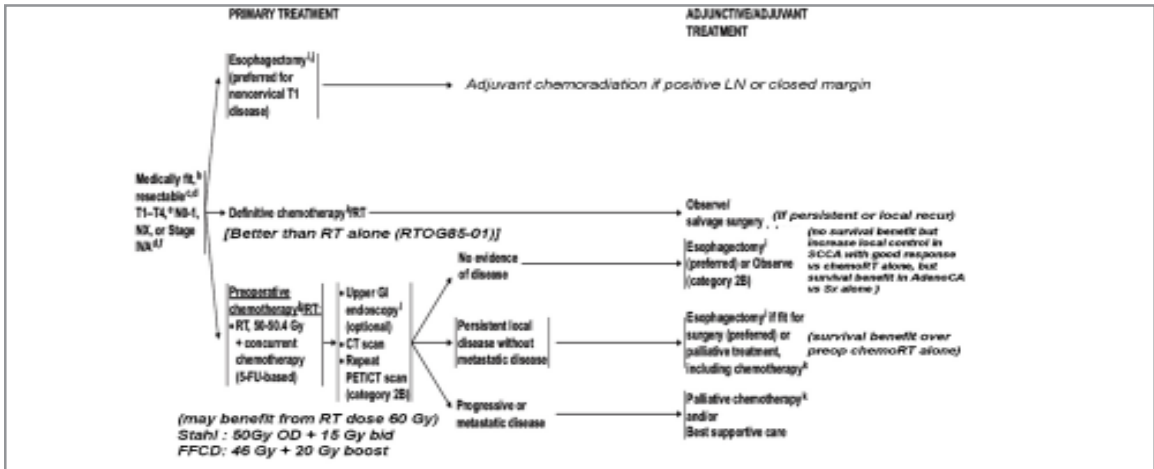 PRIMARY TREATMENT
ADJUNCTIVE/ADJUVANT
TREATMENT
Esophagectomy i,j
(preferred for
noncervical T1
disease)
Adjuvant chemoradiation if positive LN or closed margin
Medically fit, b
resectable c,d
T1–T4, e N0-1,
NX, or Stage
IVA d,f
Definitive chemotherapy k/RT
[Better than RT alone (RTOG85-01)]
Observe/
salvage surgery
(If persistent or local recur)
Preoperative
chemotherapy k/RT:
• RT, 50-50.4 Gy
+ concurrent
chemotherapy
(5-FU-based)
• Upper GI
endoscopy l
(optional)
• CT scan
• Repeat
PET/CT scan
(category 2B)
No evidence
of disease
Esophagectomy i
(preferred) or Observe
(category 2B)
(no survival benefit but
increase local control in
SCCA with good response
vs chemoRT alone, but
survival benefit in AdenoCA
vs Sx alone )
Persistent local
disease without
metastatic disease
Esophagectomy i if fit for
surgery (preferred) or
palliative treatment,
including chemotherapy k
(survival benefit over
preop chemoRT alone)
Progressive or
metastatic disease
Palliative chemotherapy k
and/or
Best supportive care
(may benefit from RT dose 60 Gy)
Stahl : 50Gy OD + 15 Gy bid
FFCD: 46 Gy + 20 Gy boost